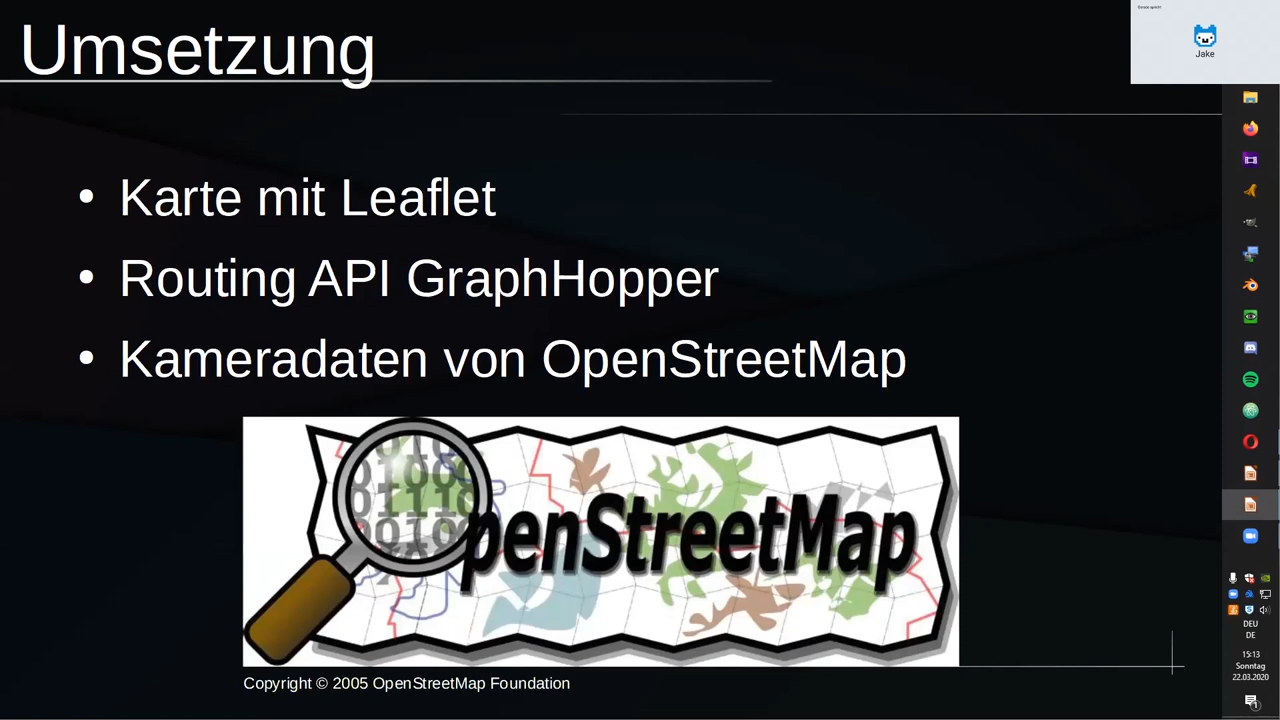 Umsetzung
Jake
• Karte mit Leaflet
• Routing API GraphHopper
• Kameradaten von OpenStreetMap
penStreetMap
Copyright © 2005 OpenStreetMap Foundation
DEU
DE
15:13
Sonntag
22.03.2020